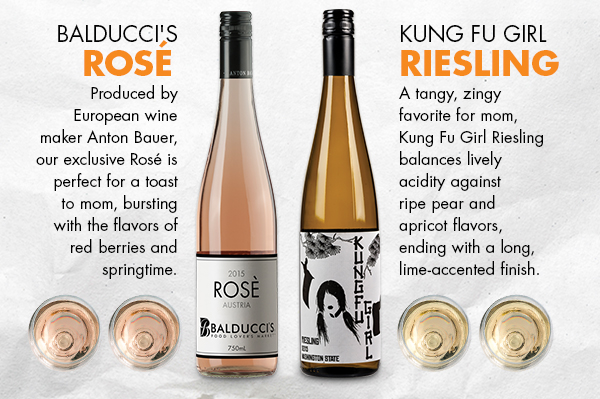 BALDUCCI'S
ROSÉ
Produced by
European wine
maker Anton Bauer,
our exclusive Rosé is
perfect for a toast
to mom, bursting
with the flavors of
red berries and
springtime.
ANTON
2015
ROSÈ
AUSTRIA
B BALDUCCI'S
FOOD LOVER'S MARKET
750mL
KUNG FU
GIRL
RIESLING
2015
WASHINGTON STATE
KUNG FU GIRL
RIESLING
A tangy, zingy
favorite for mom,
Kung Fu Girl Riesling
balances lively
acidity against
ripe pear and
apricot flavors,
ending with a long,
lime-accented finish.